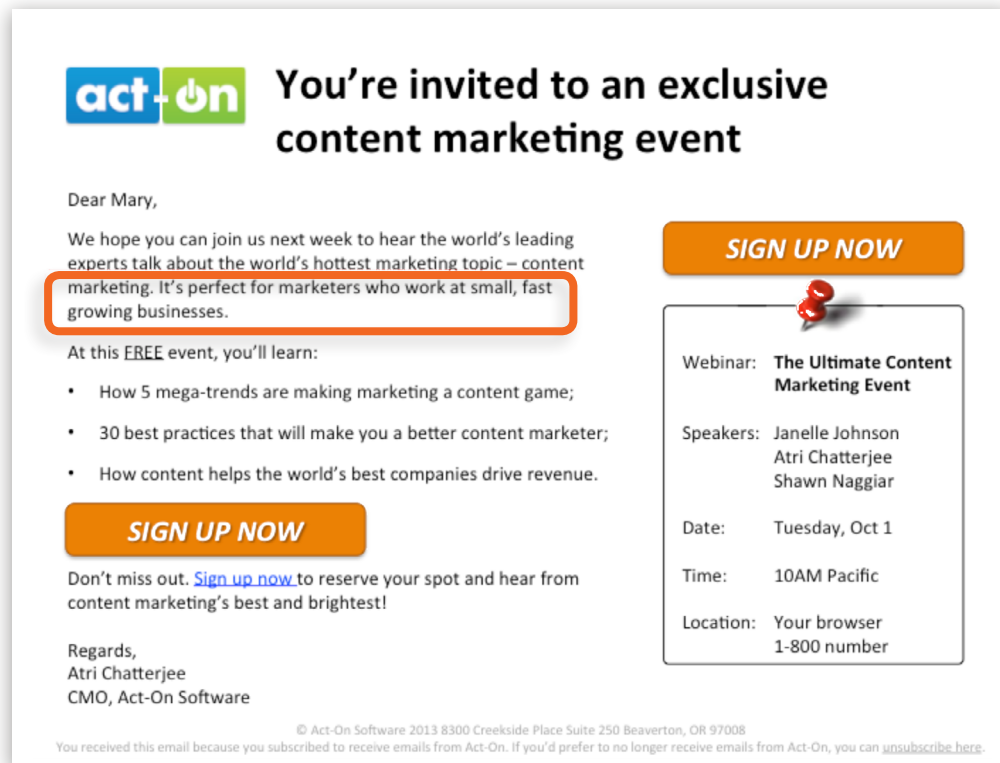 act-on
You're invited to an exclusive
content marketing event
Dear Mary,
We hope you can join us next week to hear the world's leading
experts talk about the world's hottest marketing topic – content
marketing. It's perfect for marketers who work at small, fast
growing businesses.
At this FREE event, you'll learn:
• How 5 mega-trends are making marketing a content game;
• 30 best practices that will make you a better content marketer;
• How content helps the world's best companies drive revenue.
SIGN UP NOW
Don't miss out. Sign up now to reserve your spot and hear from
content marketing's best and brightest!
Regards,
Atri Chatterjee
CMO, Act-On Software
SIGN UP NOW
Webinar: The Ultimate Content
Marketing Event
Speakers: Janelle Johnson
Atri Chatterjee
Shawn Naggiar
Date: Tuesday, Oct 1
Time: 10AM Pacific
Location: Your browser
1-800 number
© Act-On Software 2013 8300 Creekside Place Suite 250 Beaverton, OR 97008
You received this email because you subscribed to receive emails from Act-On. If you'd prefer to no longer receive emails from Act-On, you can unsubscribe here.